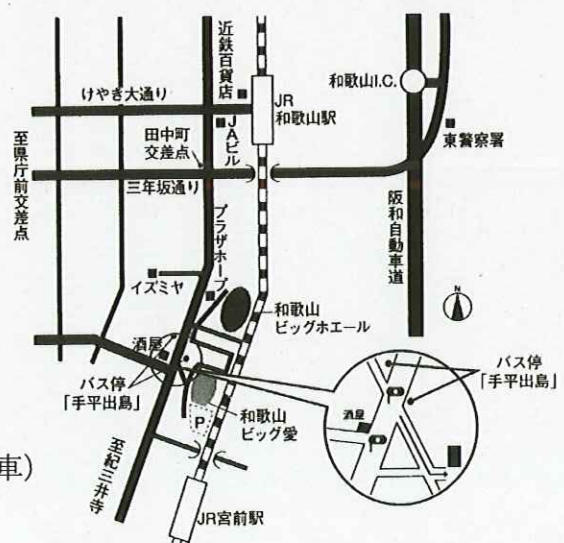 近鉄百貨店
けやき大通り
JR
和歌山駅
和歌山I.C.
JAビル
田中町
交差点
東警察署
至県庁前交差点
三年坂通り
阪和自動車道
プラザホープ
イズミヤ
N
和歌山
ビッグホエール
酒屋
バス停
「手平出島」
バス停
「手平出島」
酒屋
和歌山
ビッグ愛
P
車)
至紀三井寺
JR宮前駅